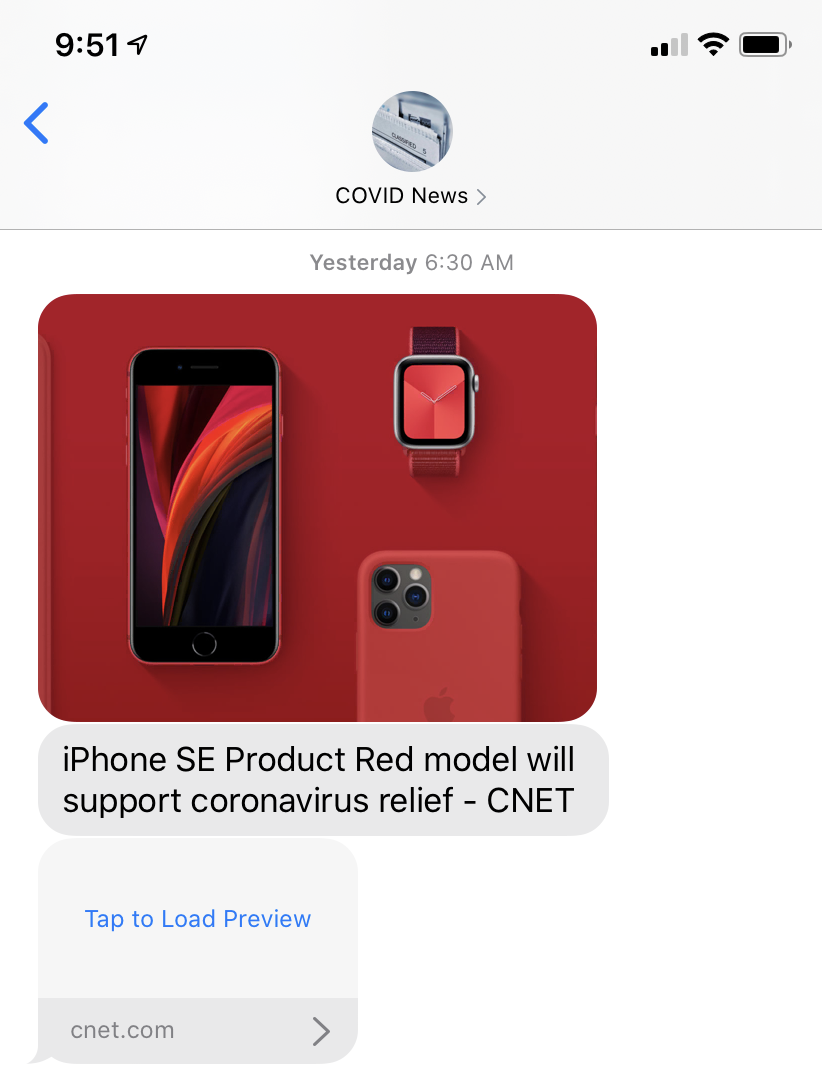 9:51
CLASSIFIED S
COVID News
Yesterday 6:30 AM
iPhone SE Product Red model will
support coronavirus relief - CNET
Tap to Load Preview
cnet.com